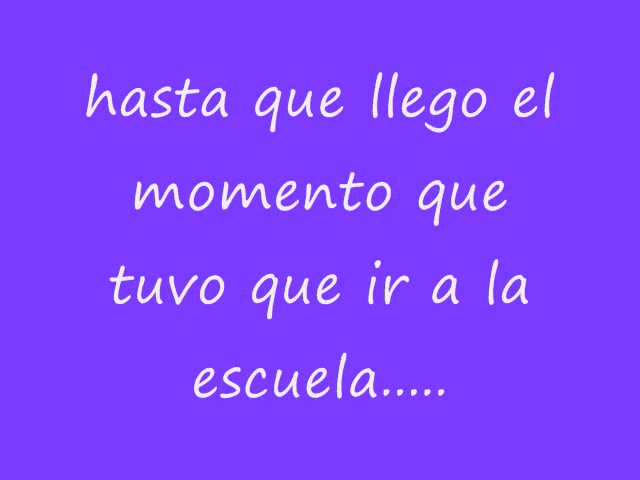 hasta que llego el
momento que
tuvo que ir a la
escuela.....